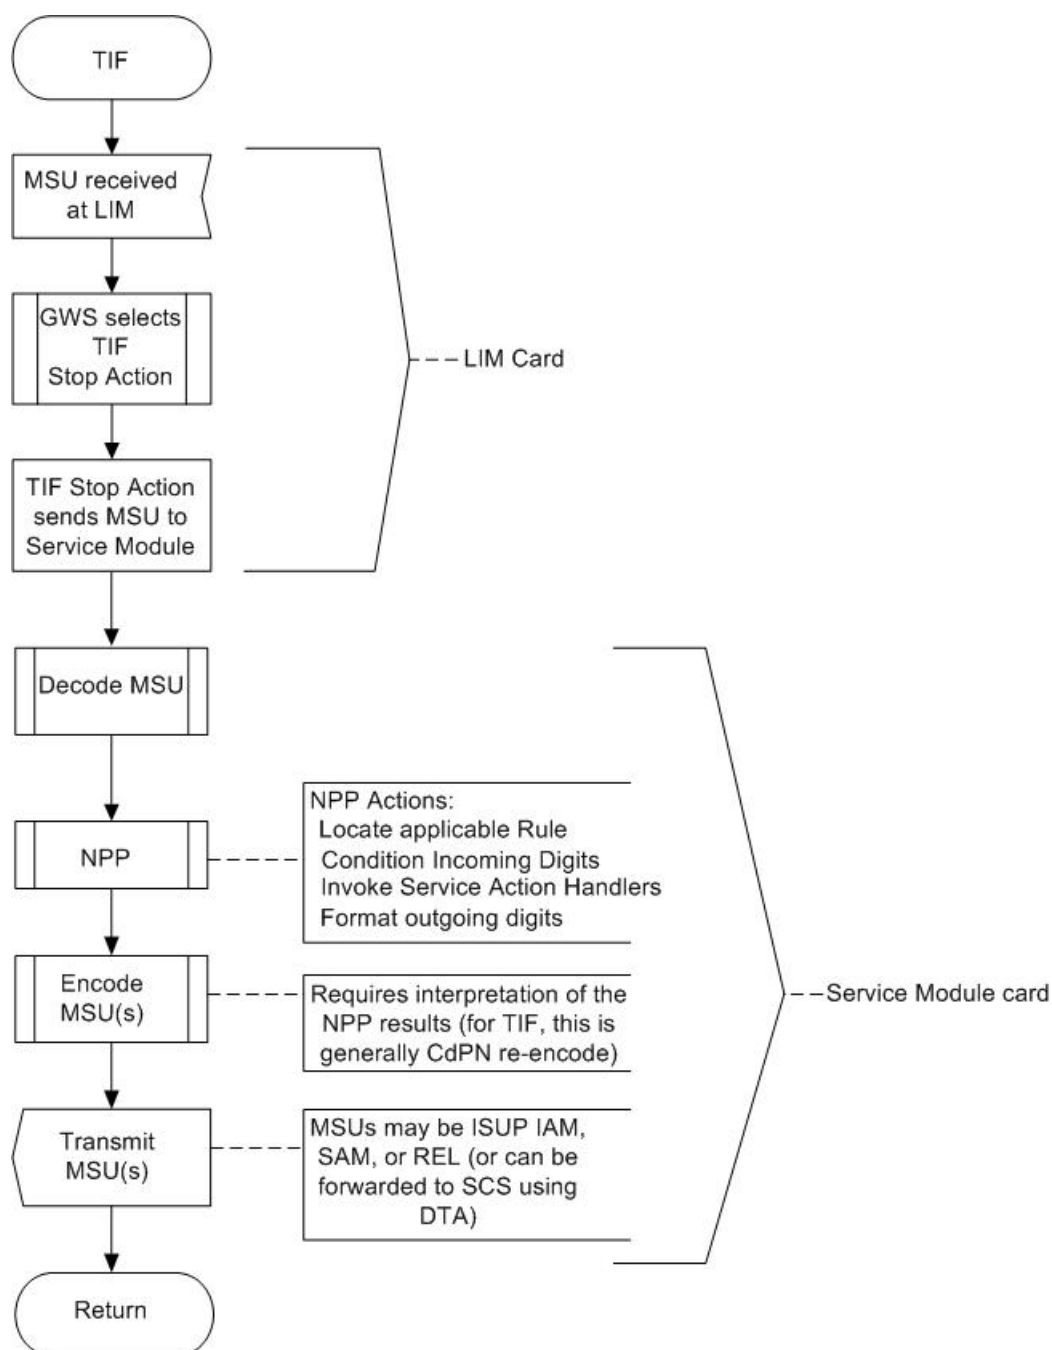 TIF
MSU received
at LIM
GWS selects
TIF
Stop Action
LIM Card
TIF Stop Action
sends MSU to
Service Module
Decode MSU
NPP
NPP Actions:
Locate applicable Rule
Condition Incoming Digits
Invoke Service Action Handlers
Format outgoing digits
Encode
MSU(s)
Requires interpretation of the
NPP results (for TIF, this is
generally CdPN re-encode)
Service Module card
Transmit
MSU(s)
MSUs may be ISUP IAM,
SAM, or REL (or can be
forwarded to SCS using
DTA)
Return